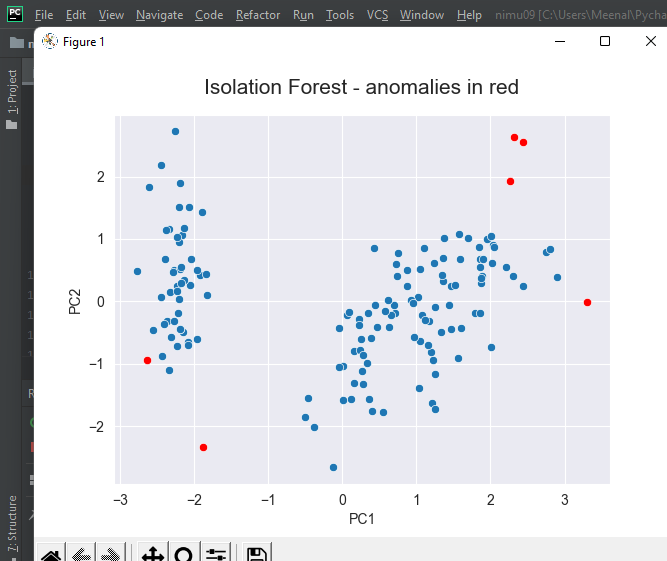 PC File Edit View Navigate Code Refactor Run Tools VCS Window Help nimu09 [C:\Users\Meenal\Pycha
Figure 1
1: Project
Isolation Forest - anomalies in red
2
1
0
−1
−2
PC2
−3 −2 −1 0 1 2 3
PC1
7: Structure